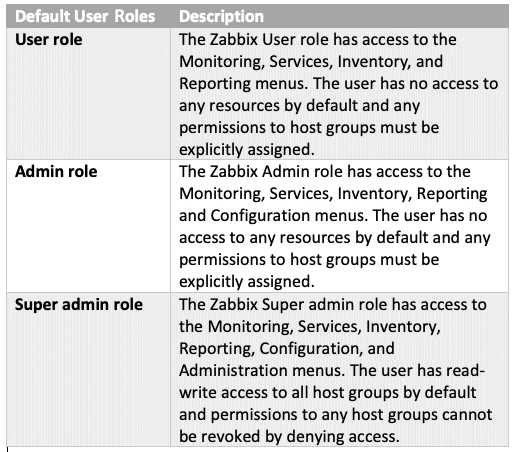 Default User Roles Description
User role
The Zabbix User role has access to the
Monitoring, Services, Inventory, and
Reporting menus. The user has no access to
any resources by default and any
permissions to host groups must be
explicitly assigned.
Admin role
The Zabbix Admin role has access to the
Monitoring, Services, Inventory, Reporting
and Configuration menus. The user has no
access to any resources by default and any
permissions to host groups must be
explicitly assigned.
Super admin role
The Zabbix Super admin role has access to
the Monitoring, Services, Inventory,
Reporting, Configuration, and
Administration menus. The user has read-
write access to all host groups by default
and permissions to any host groups cannot
be revoked by denying access.